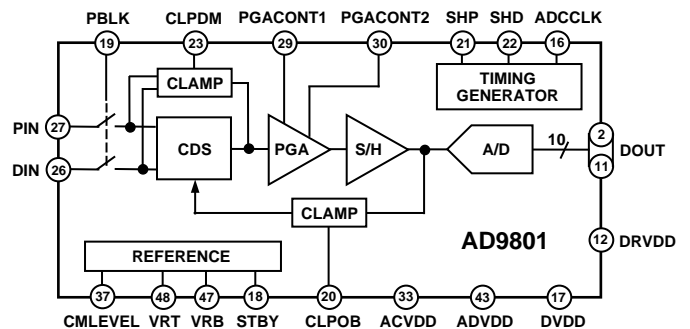 PBLK CLPDM PGACONT1 PGACONT2 SHP SHD ADCCLK
19 23 29 30 21 22 16
CLAMP
TIMING GENERATOR
PIN 27
DIN 26
CDS
PGA
S/H
A/D
10
2
11
DOUT
CLAMP
AD9801
12 DRVDD
REFERENCE
37 48 47 18 20 33 43 17
CMLEVEL VRT VRB STBY CLPOB ACVDD ADVDD DVDD